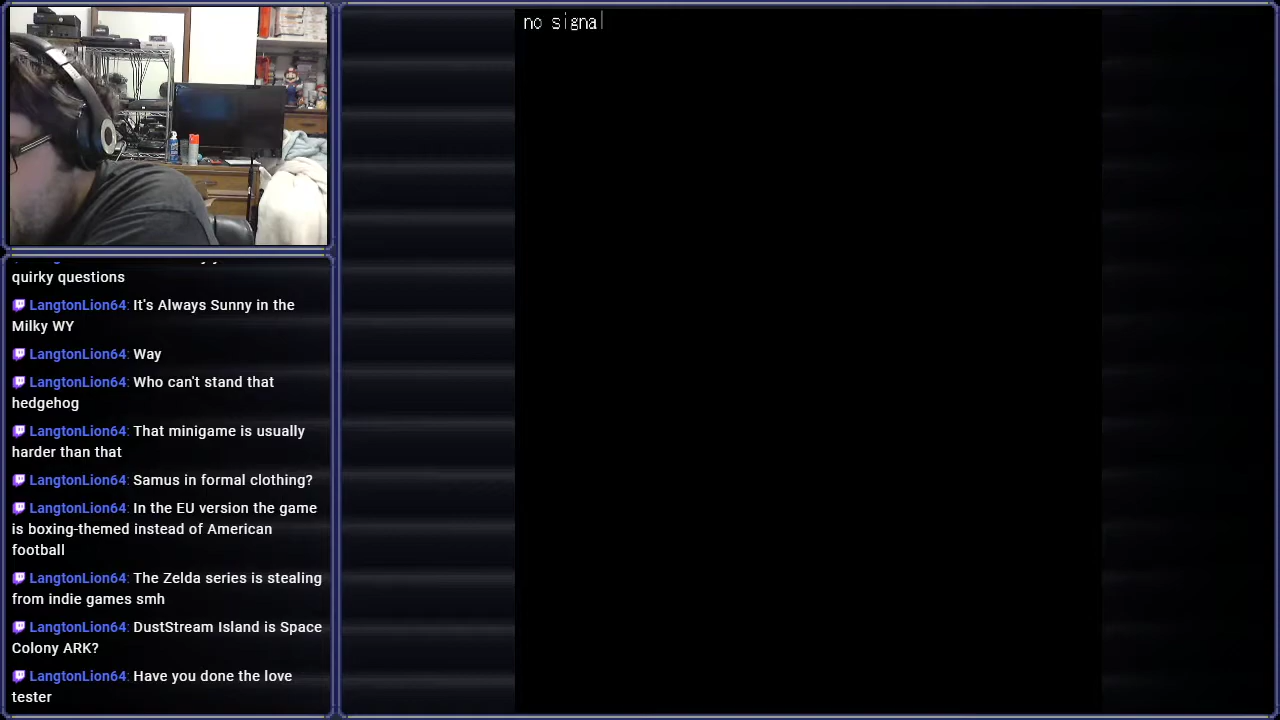 no signal
quirky questions
LangtonLion64: It's Always Sunny in the
Milky WY
LangtonLion64: Way
LangtonLion64: Who can't stand that
hedgehog
LangtonLion64: That minigame is usually
harder than that
LangtonLion64: Samus in formal clothing?
LangtonLion64: In the EU version the game
is boxing-themed instead of American
football
LangtonLion64: The Zelda series is stealing
from indie games smh
LangtonLion64: DustStream Island is Space
Colony ARK?
LangtonLion64: Have you done the love
tester